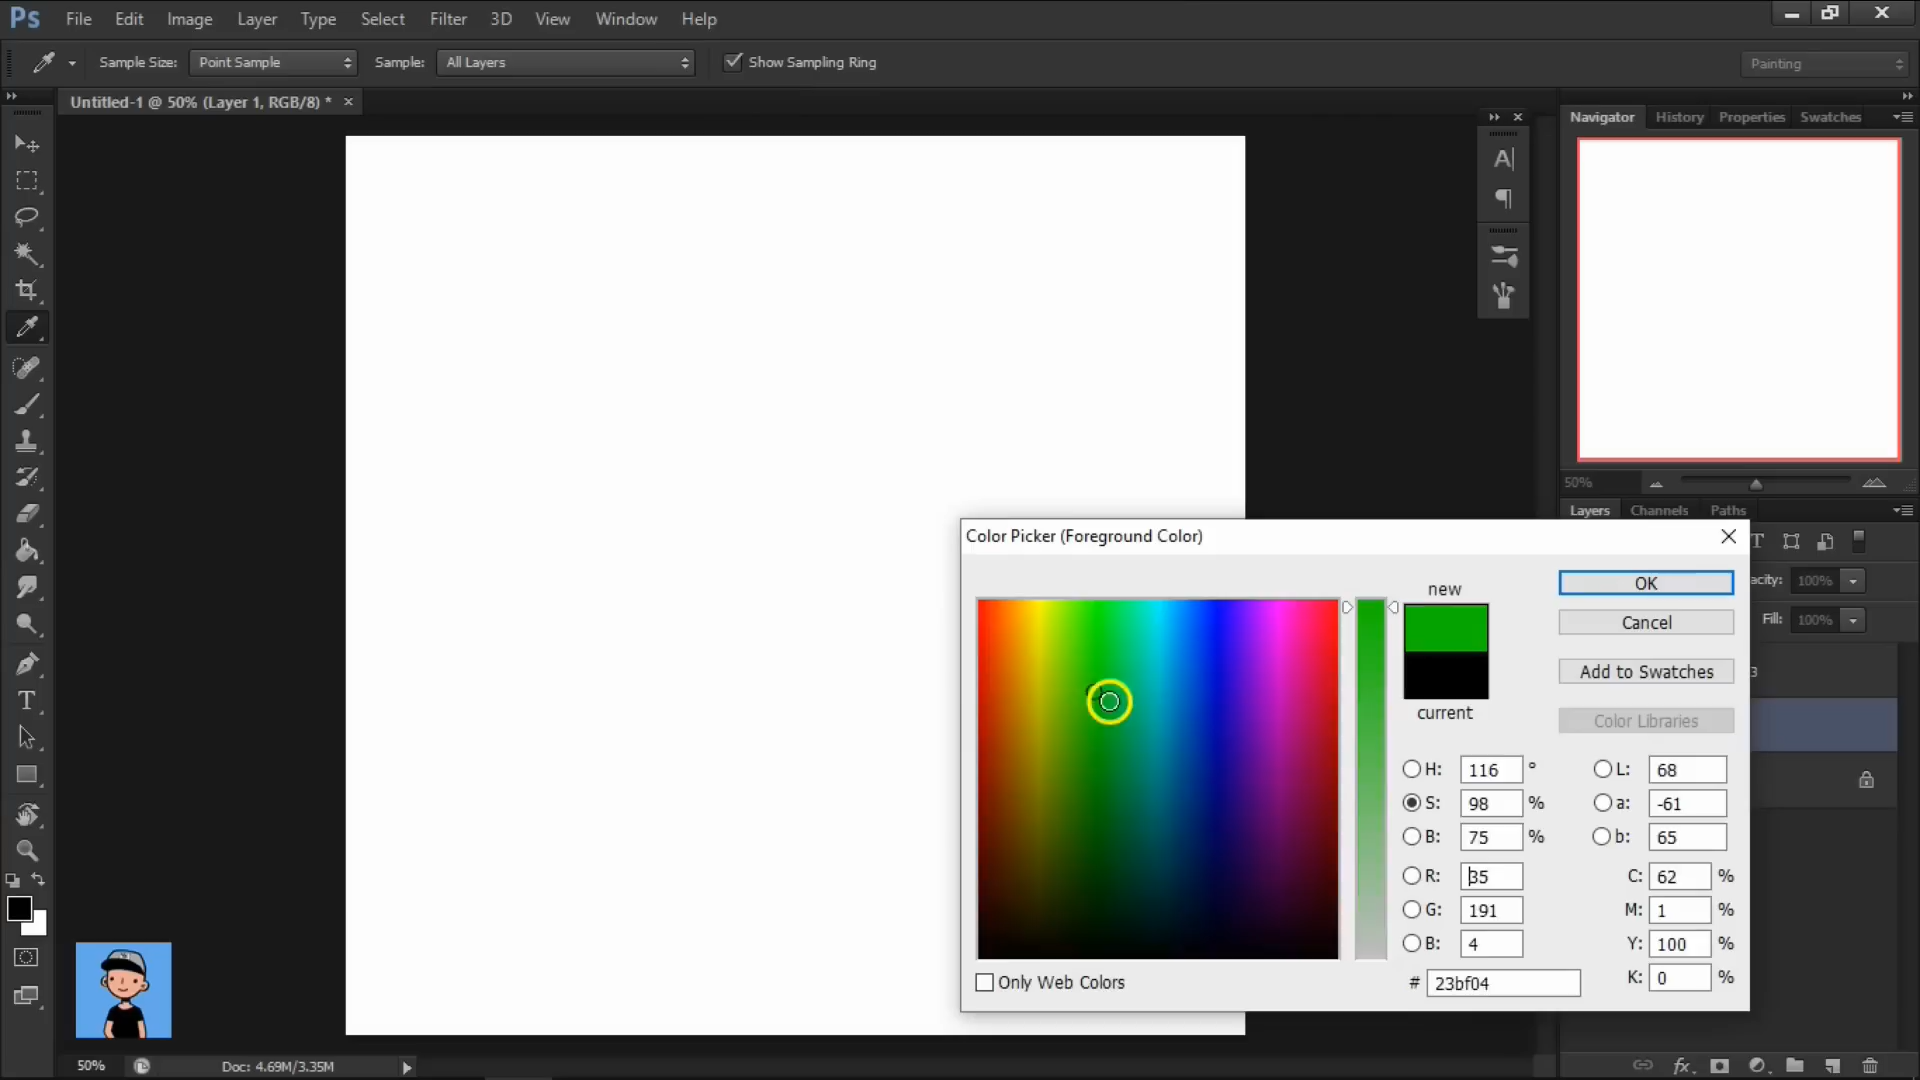 Ps File Edit Image Layer Type Select Filter 3D View Window Help
Sample Size: Point Sample Sample: All Layers Show Sampling Ring Painting
Untitled-1 @ 50% (Layer 1, RGB/8) *
Navigator History Properties Swatches
50%
Layers Channels Paths
Color Picker (Foreground Color)
new
OK
acity: 100%
Cancel
Fill: 100%
Add to Swatches
3
current
Color Libraries
H: 116 ° L: 68
S: 98 % a: -61
B: 75 % b: 65
R: 35 C: 62 %
G: 191 M: 1 %
B: 4 Y: 100 %
Only Web Colors # 23bf04 K: 0 %
50% Doc: 4.69M/3.35M